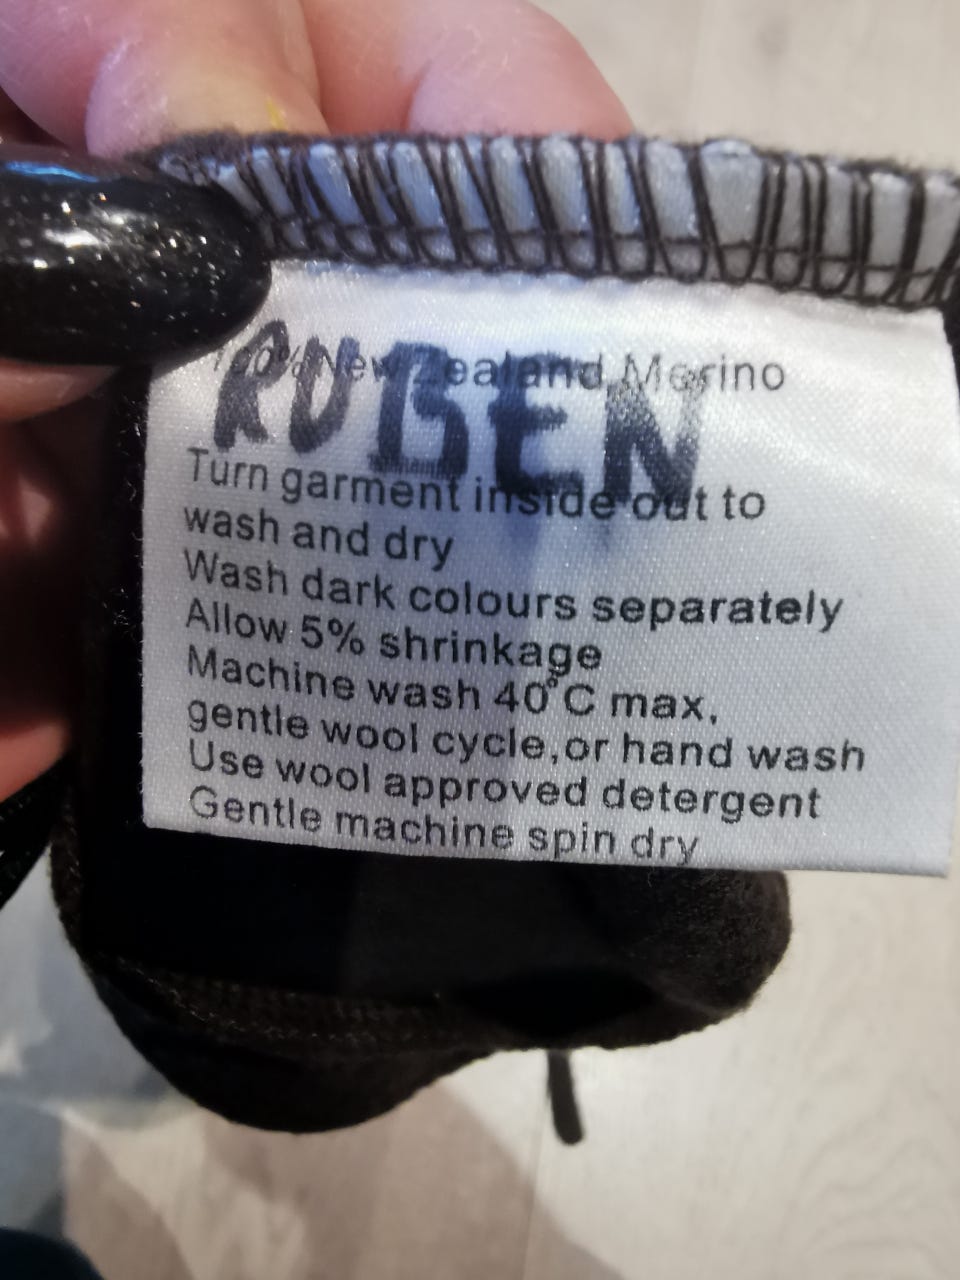 RUBEN
100% New Zealand Merino
Turn garment inside out to
wash and dry
Wash dark colours separately
Allow 5% shrinkage
Machine wash 40°C max,
gentle wool cycle,or hand wash
Use wool approved detergent
Gentle machine spin dry